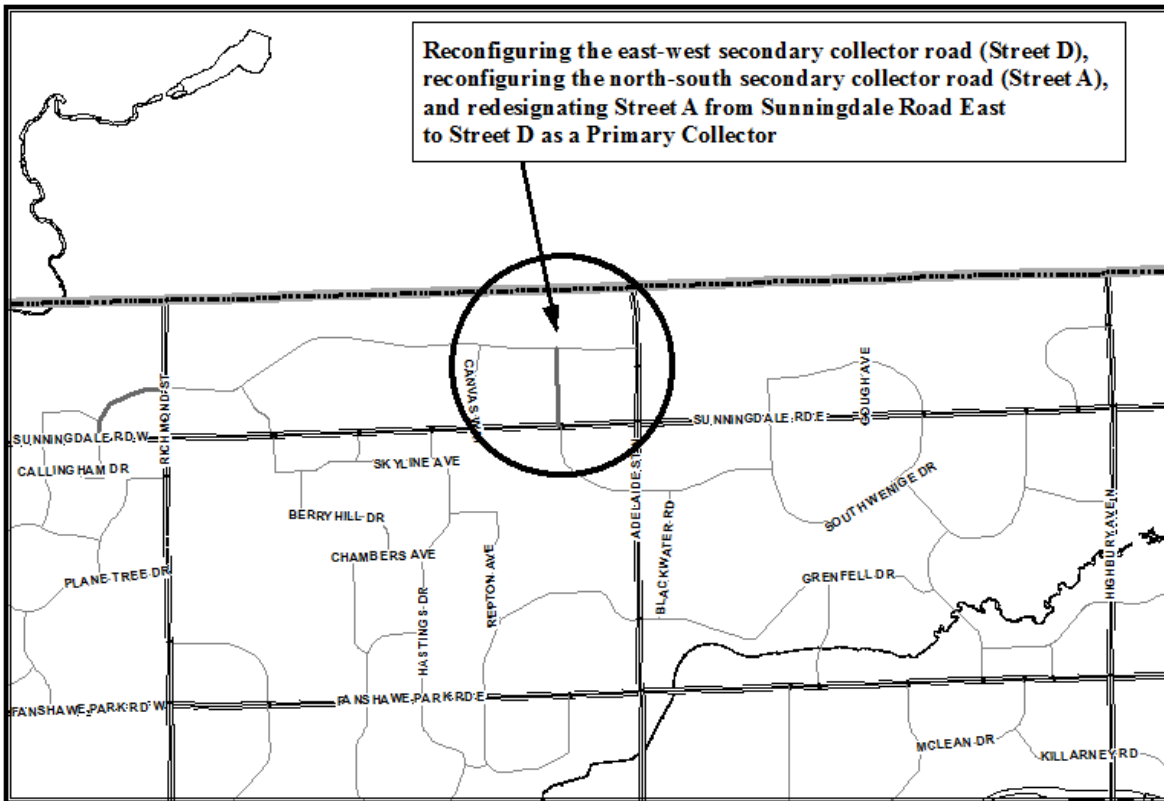 Reconfiguring the east-west secondary collector road (Street D),
reconfiguring the north-south secondary collector road (Street A),
and redesignating Street A from Sunningdale Road East
to Street D as a Primary Collector
RICHMOND ST
CANVAS WAY
GOUGH AVE
SUNNINGDALE RD E
SUNNINGDALE RD W
CALLINGHAM DR
SKYLINE AVE
ADELAIDE ST N
SOUTH WENIGE DR
HIGHBURY AVE N
BERRYHILL DR
BLACKWATER RD
CHAMBERS AVE
REPTON AVE
PLANE TREE DR
GRENFELL DR
HASTINGS DR
FANSHAWE PARK RD W
FANSHAWE PARK RD E
MCLEAN DR
KILLARNEY RD